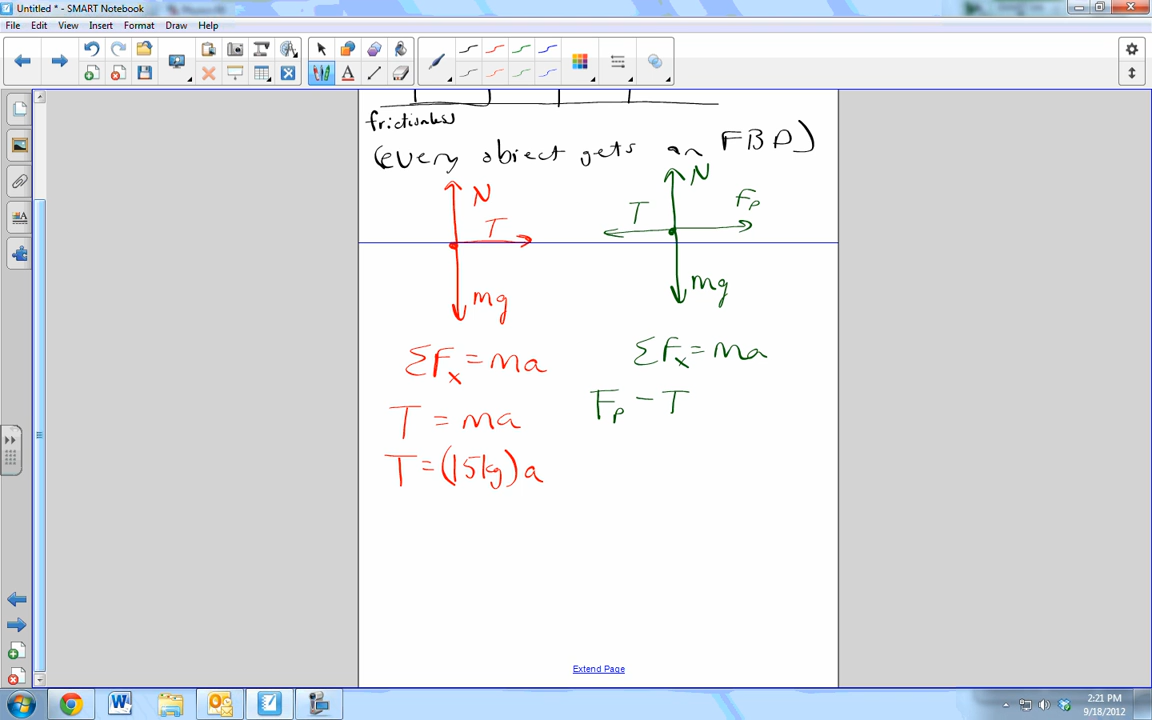 Untitled * - SMART Notebook
File Edit View Insert Format Draw Help
frictionless
(every object gets an FBD)
N
T
mg
N
T
Fp
mg
ΣFx = ma
T = ma
T = (15kg) a
ΣFx = ma
Fp - T
Extend Page
2:21 PM
9/18/2012